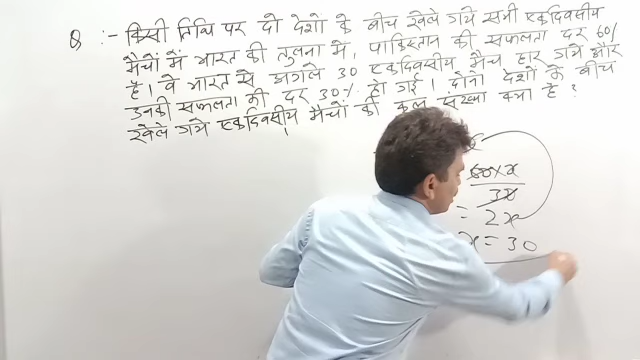 Q :- किसी तिथि पर दो देशो के बीच खेले गये सभी एकदिवसीय
मैचों में भारत की तुलना मे, पाकिस्तान की सफलता दर 60%
है। वे भारत से अगले 30 एकदिवसीय मैच हार गये और
उनकी सफलता की दर 30% हो गई। दोनो देशों के बीच
खेले गये एकदिवसीय मैचों की कुल संख्या क्या है?
x
60 × x
30
= 2x
x = 30